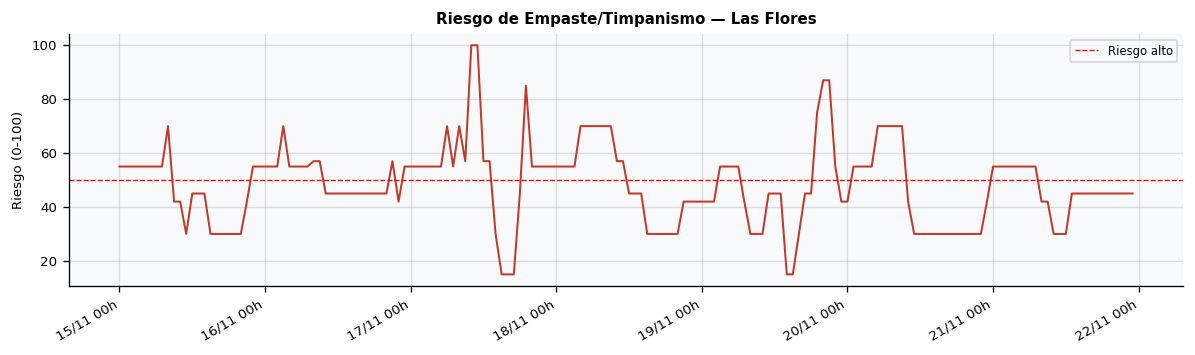 Riesgo de Empaste/Timpanismo — Las Flores
Riesgo alto
Riesgo (0-100)
100
80
60
40
20
15/11 00h
16/11 00h
17/11 00h
18/11 00h
19/11 00h
20/11 00h
21/11 00h
22/11 00h